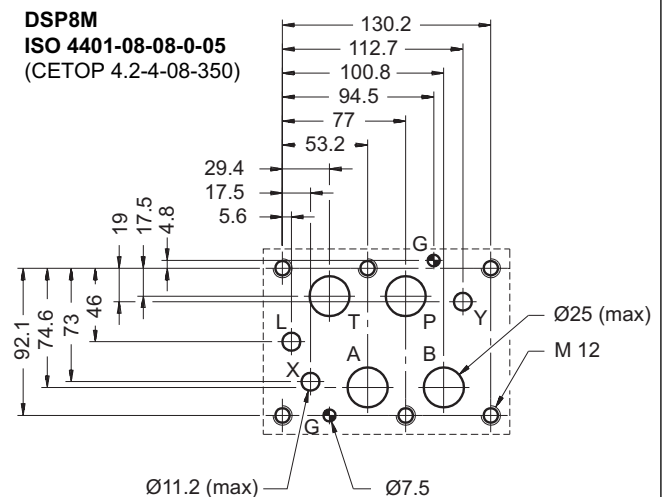 DSP8M
ISO 4401-08-08-0-05
(CETOP 4.2-4-08-350)
130.2
112.7
100.8
94.5
77
53.2
29.4
17.5
5.6
19
17.5
4.8
G
92.1
74.6
73
46
T
P
Y
L
Ø25 (max)
A
B
M 12
X
G
Ø11.2 (max)
Ø7.5